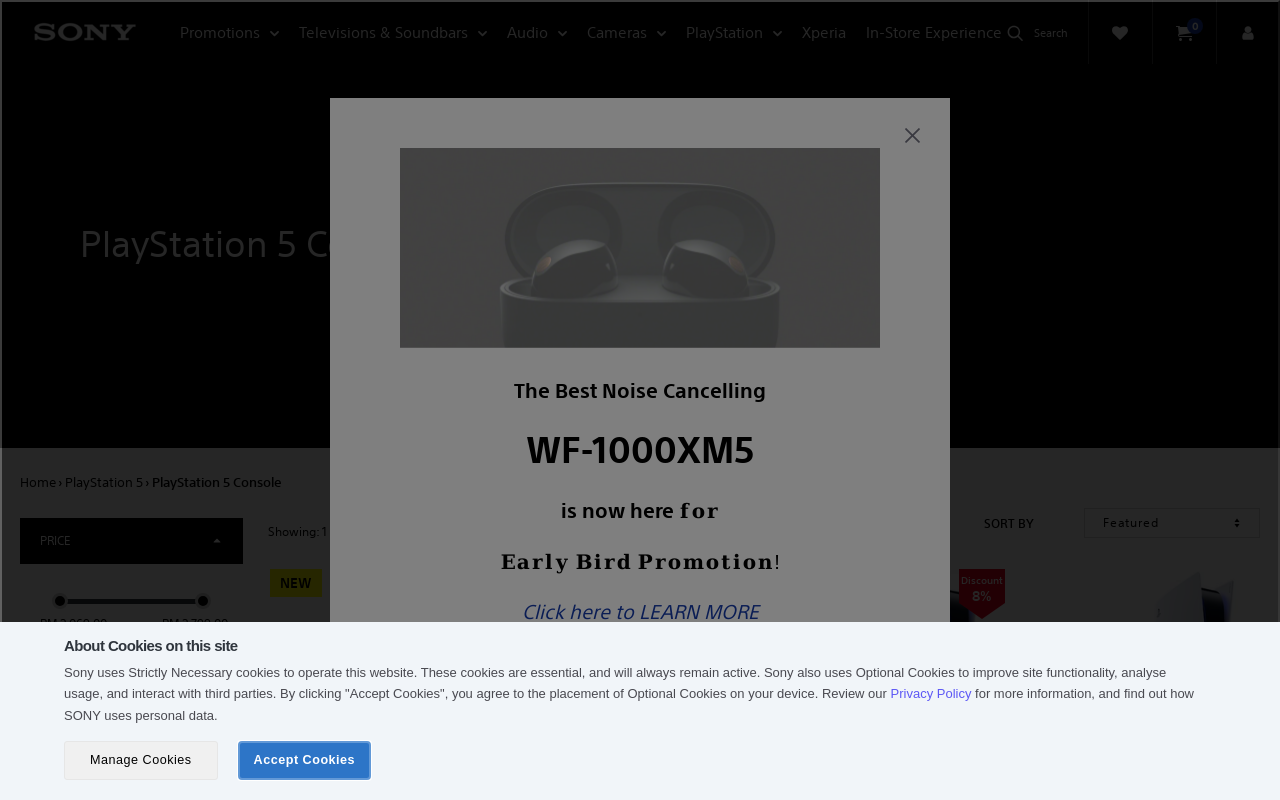 SONY
Promotions
Televisions & Soundbars
Audio
Cameras
PlayStation
Xperia
In-Store Experience
Search
0
PlayStation 5 Co
The Best Noise Cancelling
WF-1000XM5
is now here for
Early Bird Promotion!
Click here to LEARN MORE
Home › PlayStation 5 › PlayStation 5 Console
PRICE
Showing: 1
SORT BY
Featured
NEW
Discount
8%
About Cookies on this site
Sony uses Strictly Necessary cookies to operate this website. These cookies are essential, and will always remain active. Sony also uses Optional Cookies to improve site functionality, analyse
usage, and interact with third parties. By clicking "Accept Cookies", you agree to the placement of Optional Cookies on your device. Review our Privacy Policy for more information, and find out how
SONY uses personal data.
Manage Cookies
Accept Cookies